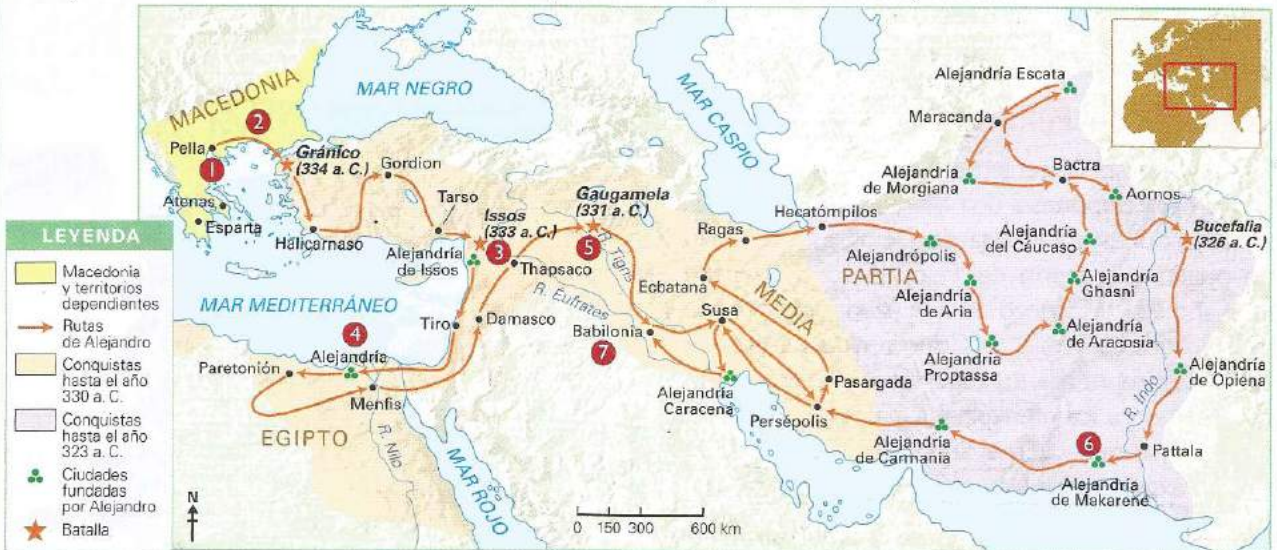 MACEDONIA
2
Pella
1
Atenas
Esparta
MAR NEGRO
Gránico
(334 a. C.)
Gordion
Halicarnaso
Tarso
Issos
(333 a. C.)
3
Alejandría
de Issos
Thapsaco
Gaugamela
(331 a. C.)
5
R. Tigris
R. Éufrates
MAR CASPIO
Ragas
Hecatómpilos
Ecbatana
MEDIA
Susa
Babilonia
7
Alejandría
Caracena
Pasargada
Persépolis
MAR MEDITERRÁNEO
Tiro
Damasco
4
Alejandría
Paretonión
Menfis
EGIPTO
R. Nilo
MAR ROJO
Alejandría Escata
Maracanda
Alejandría
de Morgiana
Bactra
Aornos
Bucefalia
(326 a. C.)
Alejandrópolis
PARTIA
Alejandría
de Aria
Alejandría
Proptassa
Alejandría
del Cáucaso
Alejandría
Ghasni
Alejandría
de Aracosia
Alejandría
de Opiena
R. Indo
Pattala
6
Alejandría
de Makarene
Alejandría
de Carmania
N
0 150 300 600 km
LEYENDA
Macedonia
y territorios
dependientes
Rutas
de Alejandro
Conquistas
hasta el año
330 a. C.
Conquistas
hasta el año
323 a. C.
Ciudades
fundadas
por Alejandro
Batalla